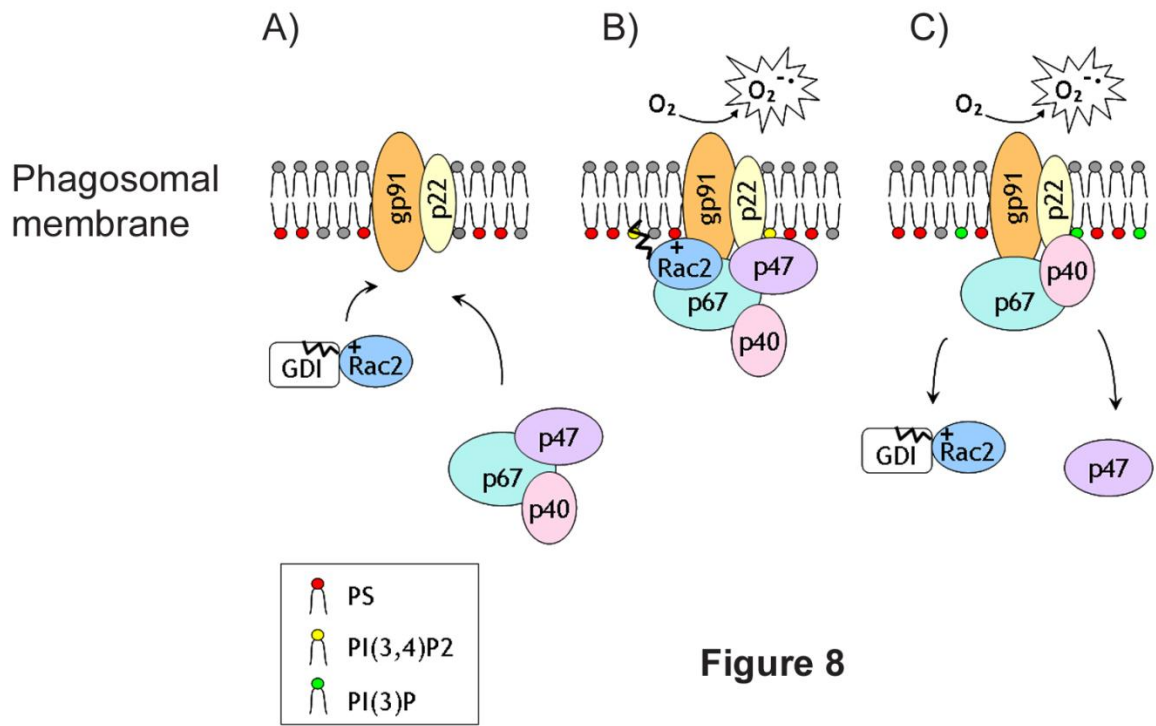 A)
B)
C)
Phagosomal
membrane
gp91
p22
GDI
+
Rac2
p67
p47
p40
O₂
O₂⁻·
gp91
p22
+
Rac2
p67
p47
p40
O₂
O₂⁻·
gp91
p22
p67
p40
GDI
+
Rac2
p47
PS
PI(3,4)P2
PI(3)P
Figure 8